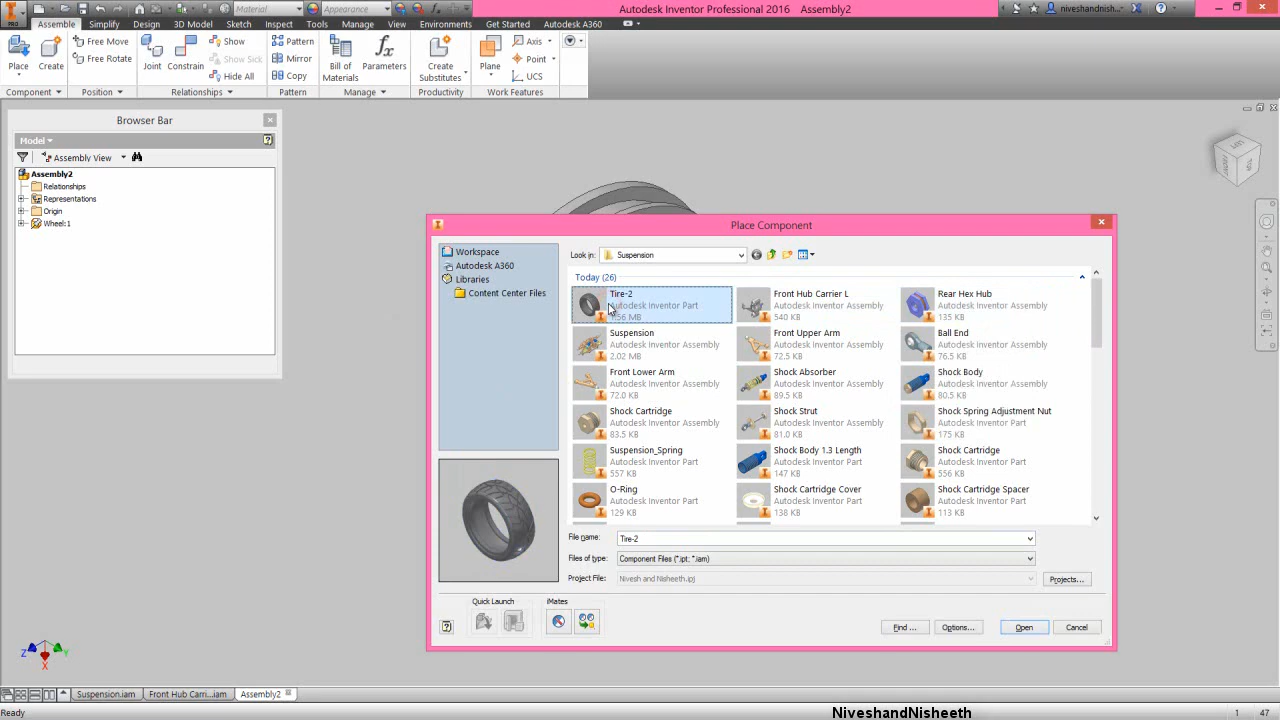 Material
Appearance
Autodesk Inventor Professional 2016 Assembly2
niveshandnish...
PRO
Assemble Simplify Design 3D Model Sketch Inspect Tools Manage View Environments Get Started Autodesk A360
Place
Create
Free Move
Free Rotate
Joint
Constrain
Show
Show Sick
Hide All
Pattern
Mirror
Copy
Bill of
Materials
Parameters
Create
Substitutes
Plane
Axis
Point
UCS
Component Position Relationships Pattern Manage Productivity Work Features
Browser Bar
Model
Assembly View
Assembly2
Relationships
Representations
Origin
Wheel:1
Place Component
Workspace
Autodesk A360
Libraries
Content Center Files
Look in: Suspension
Today (26)
Tire-2
Autodesk Inventor Part
1.56 MB
Front Hub Carrier L
Autodesk Inventor Assembly
540 KB
Rear Hex Hub
Autodesk Inventor Part
135 KB
Suspension
Autodesk Inventor Assembly
2.02 MB
Front Upper Arm
Autodesk Inventor Assembly
72.5 KB
Ball End
Autodesk Inventor Assembly
76.5 KB
Front Lower Arm
Autodesk Inventor Assembly
72.0 KB
Shock Absorber
Autodesk Inventor Assembly
89.5 KB
Shock Body
Autodesk Inventor Assembly
80.5 KB
Shock Cartridge
Autodesk Inventor Assembly
83.5 KB
Shock Strut
Autodesk Inventor Assembly
81.0 KB
Shock Spring Adjustment Nut
Autodesk Inventor Part
175 KB
Suspension_Spring
Autodesk Inventor Part
557 KB
Shock Body 1.3 Length
Autodesk Inventor Part
147 KB
Shock Cartridge
Autodesk Inventor Part
556 KB
O-Ring
Autodesk Inventor Part
129 KB
Shock Cartridge Cover
Autodesk Inventor Part
138 KB
Shock Cartridge Spacer
Autodesk Inventor Part
113 KB
File name: Tire-2
Files of type: Component Files (*.ipt; *.iam)
Project File: Nivesh and Nisheeth.ipj
Projects...
Quick Launch
iMates
Find ...
Options...
Open
Cancel
Z Y
X
Suspension.iam Front Hub Carri...iam Assembly2
Ready
NiveshandNisheeth
1 47